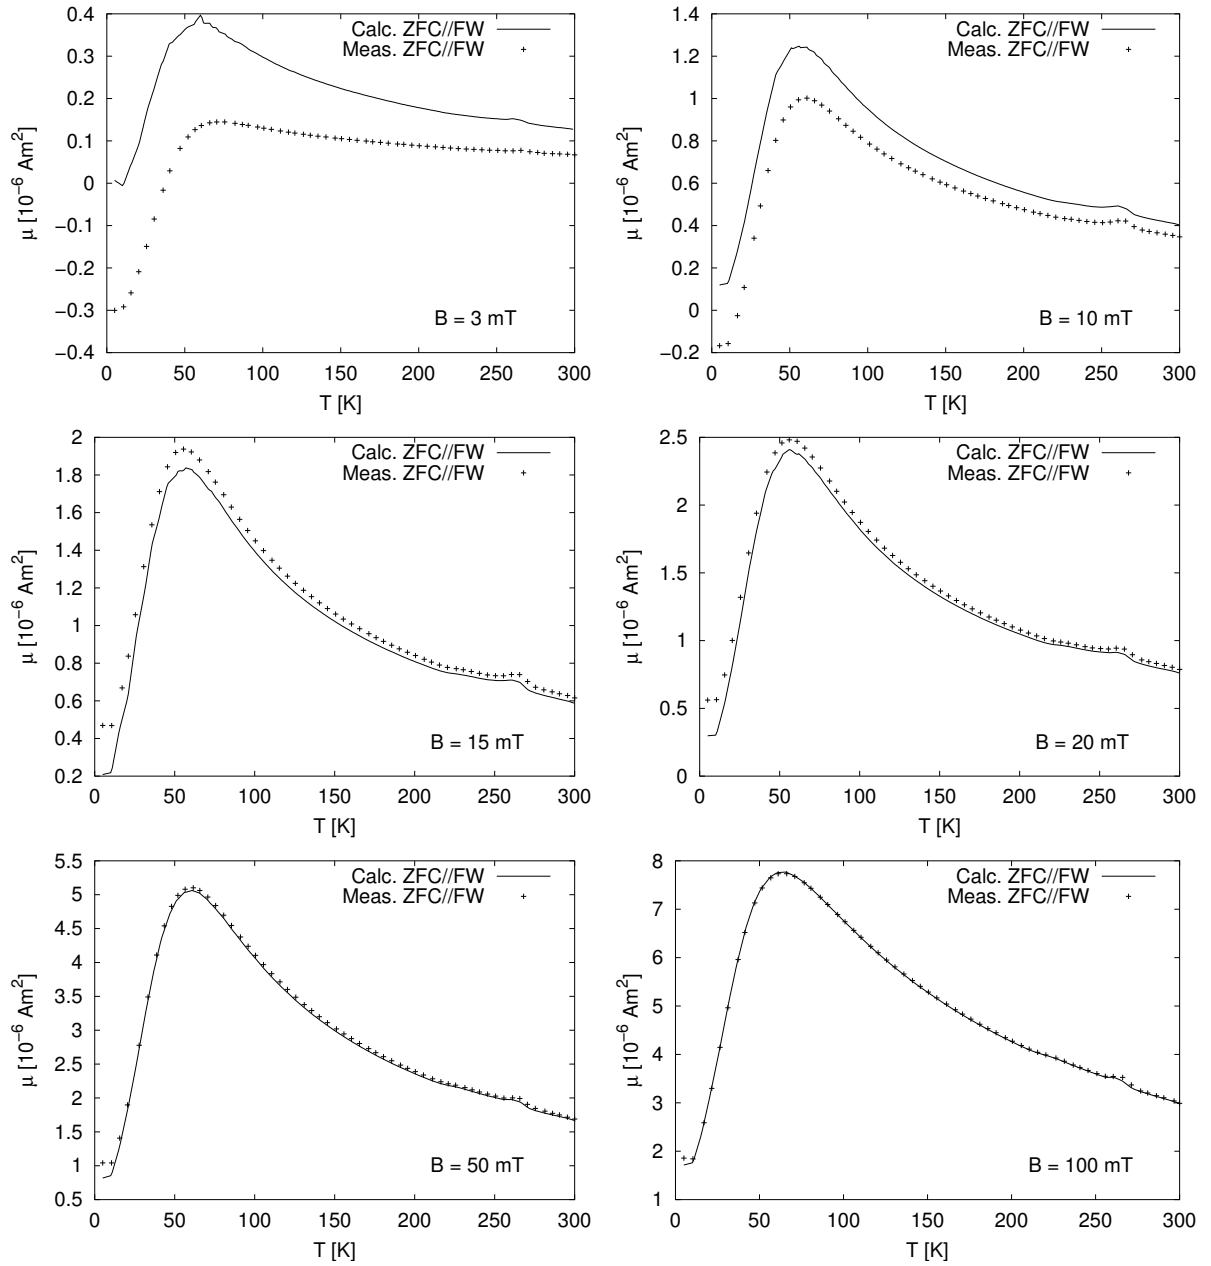 0.4
0.3
0.2
0.1
0
−0.1
−0.2
−0.3
−0.4
μ [10⁻⁶ Am²]
Calc. ZFC//FW
Meas. ZFC//FW
B = 3 mT
0 50 100 150 200 250 300
T [K]
1.4
1.2
1
0.8
0.6
0.4
0.2
0
−0.2
μ [10⁻⁶ Am²]
Calc. ZFC//FW
Meas. ZFC//FW
B = 10 mT
0 50 100 150 200 250 300
T [K]
2
1.8
1.6
1.4
1.2
1
0.8
0.6
0.4
0.2
μ [10⁻⁶ Am²]
Calc. ZFC//FW
Meas. ZFC//FW
B = 15 mT
0 50 100 150 200 250 300
T [K]
2.5
2
1.5
1
0.5
0
μ [10⁻⁶ Am²]
Calc. ZFC//FW
Meas. ZFC//FW
B = 20 mT
0 50 100 150 200 250 300
T [K]
5.5
5
4.5
4
3.5
3
2.5
2
1.5
1
0.5
μ [10⁻⁶ Am²]
Calc. ZFC//FW
Meas. ZFC//FW
B = 50 mT
0 50 100 150 200 250 300
T [K]
8
7
6
5
4
3
2
1
μ [10⁻⁶ Am²]
Calc. ZFC//FW
Meas. ZFC//FW
B = 100 mT
0 50 100 150 200 250 300
T [K]